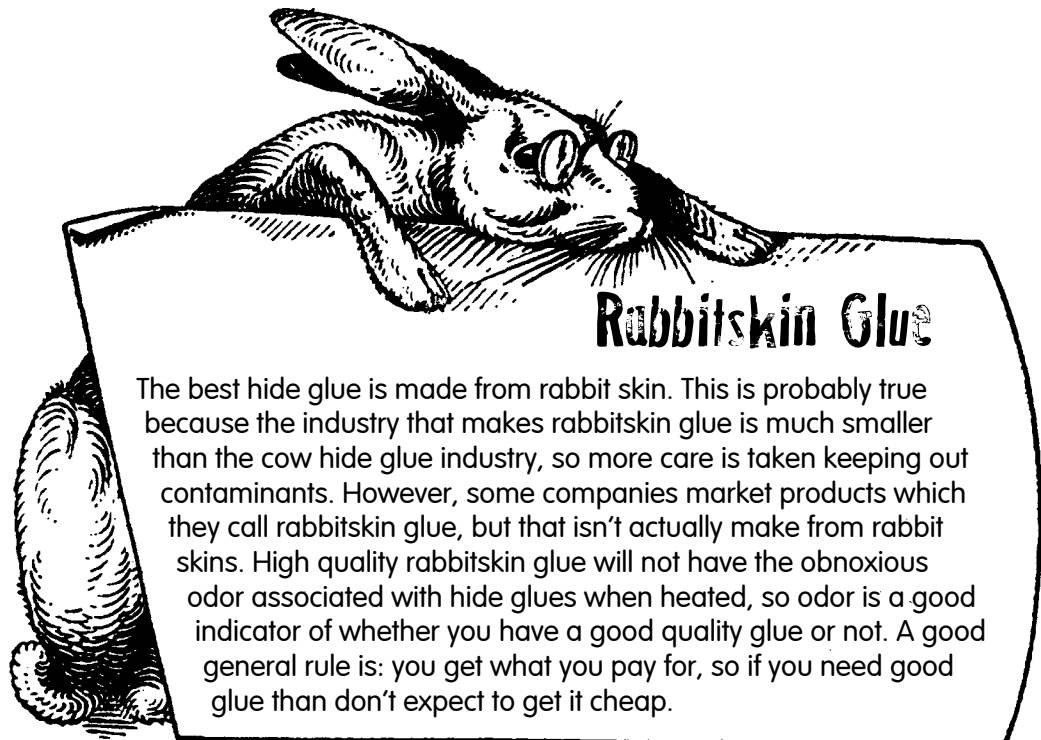 Rabbitskin Glue
The best hide glue is made from rabbit skin. This is probably true
because the industry that makes rabbitskin glue is much smaller
than the cow hide glue industry, so more care is taken keeping out
contaminants. However, some companies market products which
they call rabbitskin glue, but that isn't actually make from rabbit
skins. High quality rabbitskin glue will not have the obnoxious
odor associated with hide glues when heated, so odor is a good
indicator of whether you have a good quality glue or not. A good
general rule is: you get what you pay for, so if you need good
glue than don't expect to get it cheap.